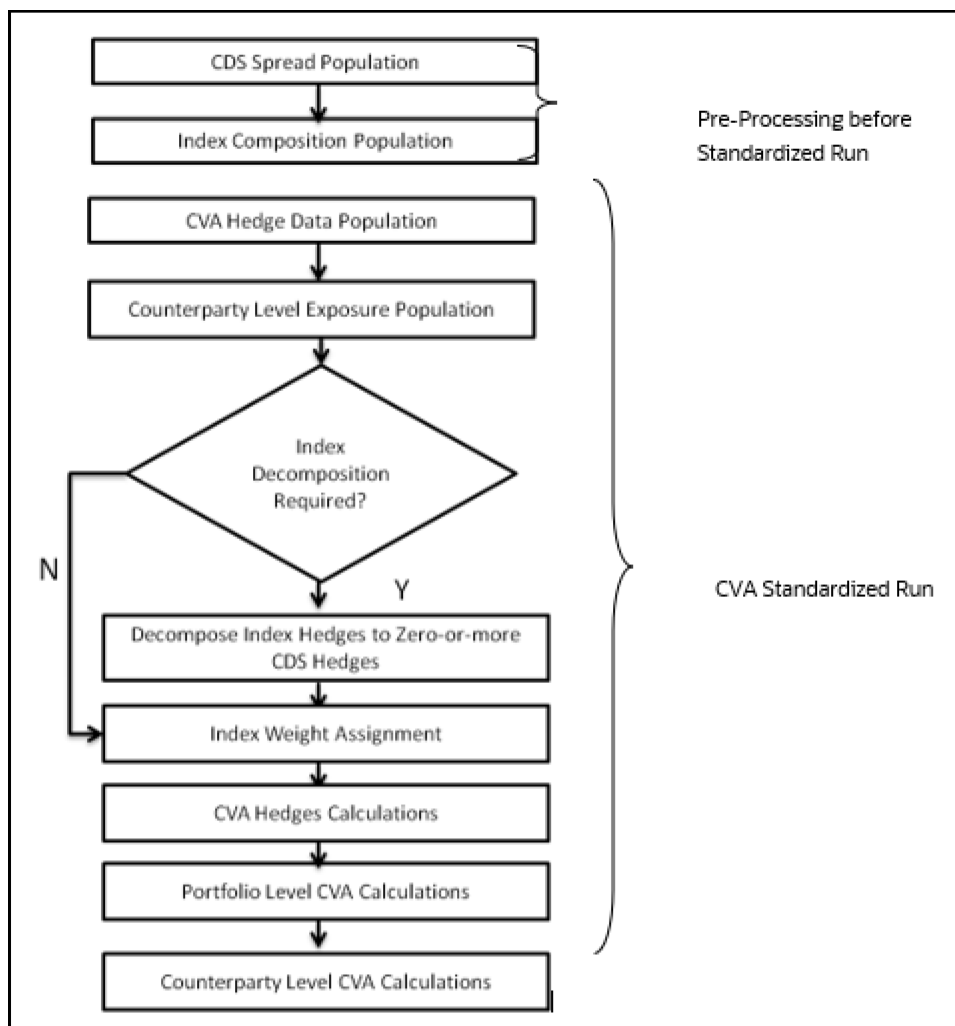 CDS Spread Population
Index Composition Population
Pre-Processing before
Standardized Run
CVA Hedge Data Population
Counterparty Level Exposure Population
Index
Decomposition
Required?
N
Y
CVA Standardized Run
Decompose Index Hedges to Zero-or-more
CDS Hedges
Index Weight Assignment
CVA Hedges Calculations
Portfolio Level CVA Calculations
Counterparty Level CVA Calculations